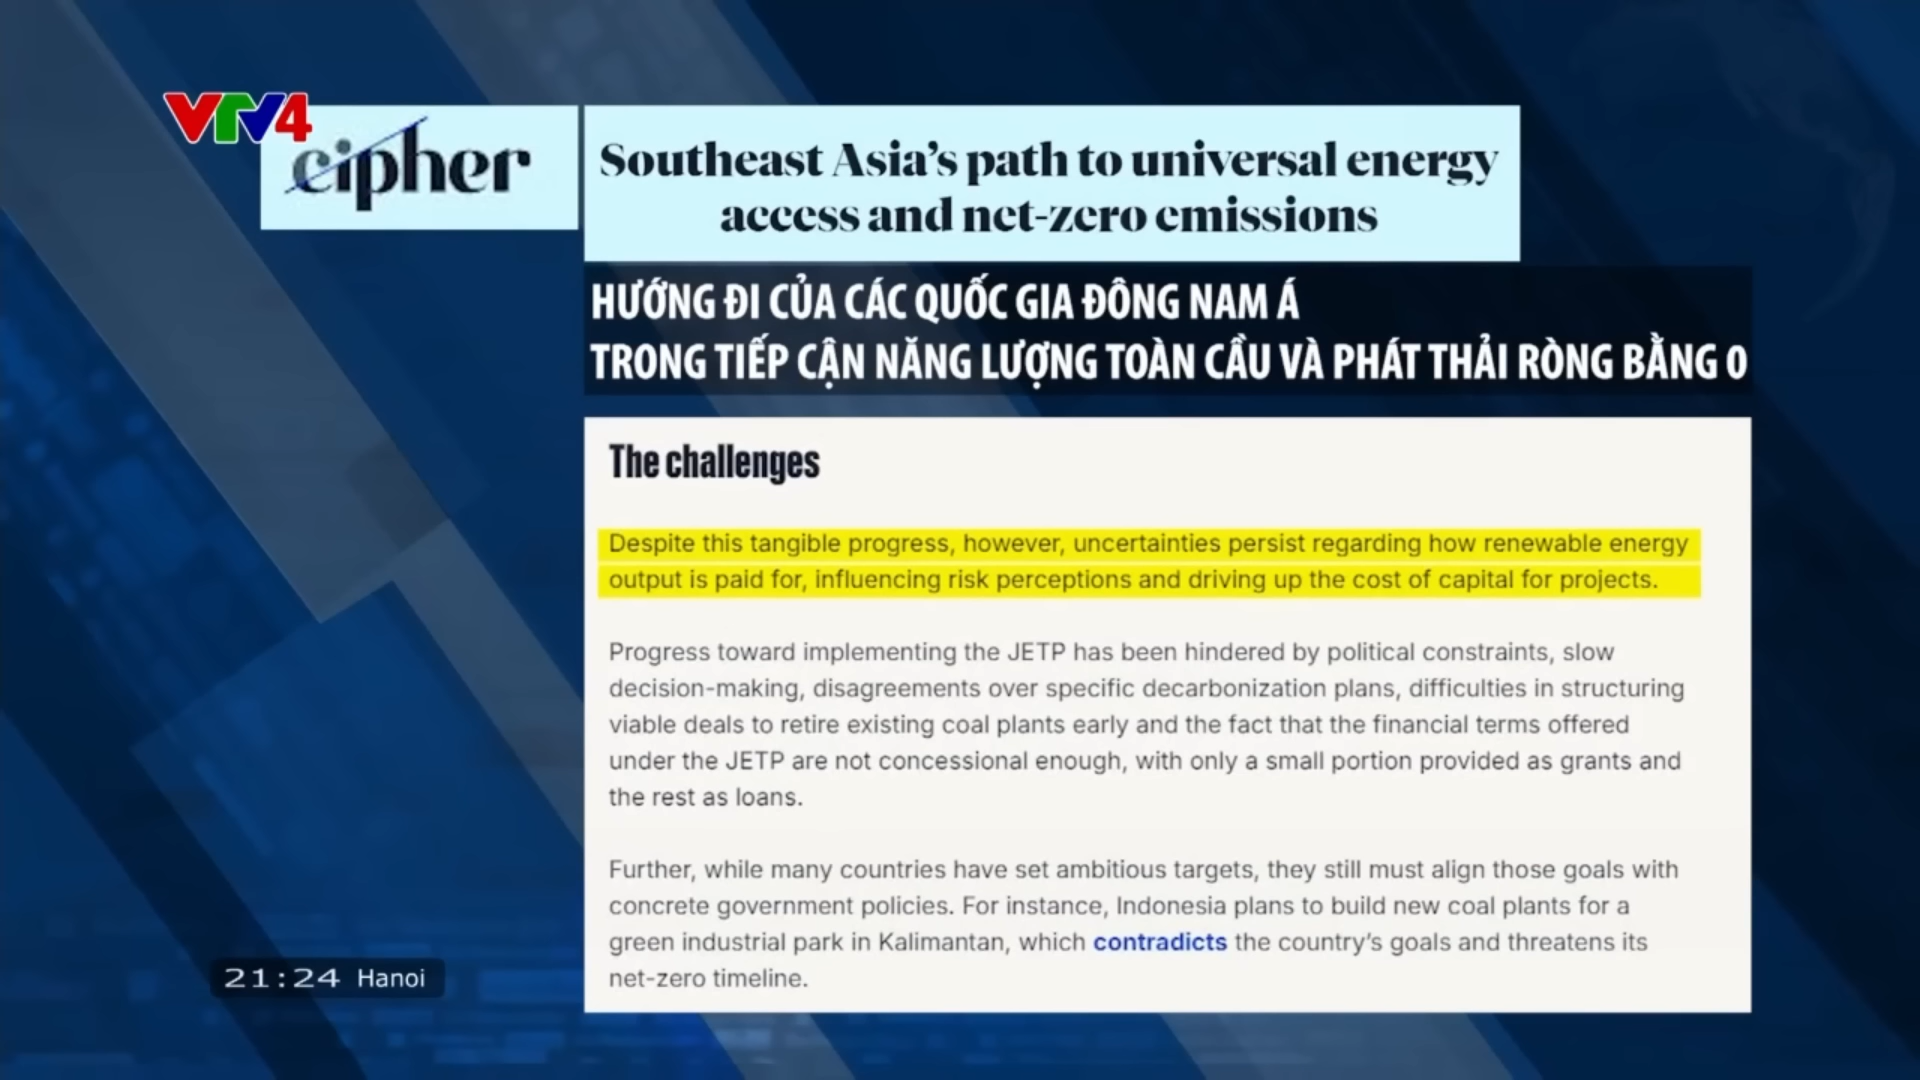 VTV4
cipher
Southeast Asia's path to universal energy
access and net-zero emissions
HƯỚNG ĐI CỦA CÁC QUỐC GIA ĐÔNG NAM Á
TRONG TIẾP CẬN NĂNG LƯỢNG TOÀN CẦU VÀ PHÁT THẢI RÒNG BẰNG 0
The challenges
Despite this tangible progress, however, uncertainties persist regarding how renewable energy
output is paid for, influencing risk perceptions and driving up the cost of capital for projects.
Progress toward implementing the JETP has been hindered by political constraints, slow
decision-making, disagreements over specific decarbonization plans, difficulties in structuring
viable deals to retire existing coal plants early and the fact that the financial terms offered
under the JETP are not concessional enough, with only a small portion provided as grants and
the rest as loans.
Further, while many countries have set ambitious targets, they still must align those goals with
concrete government policies. For instance, Indonesia plans to build new coal plants for a
green industrial park in Kalimantan, which contradicts the country's goals and threatens its
net-zero timeline.
21:24 Hanoi